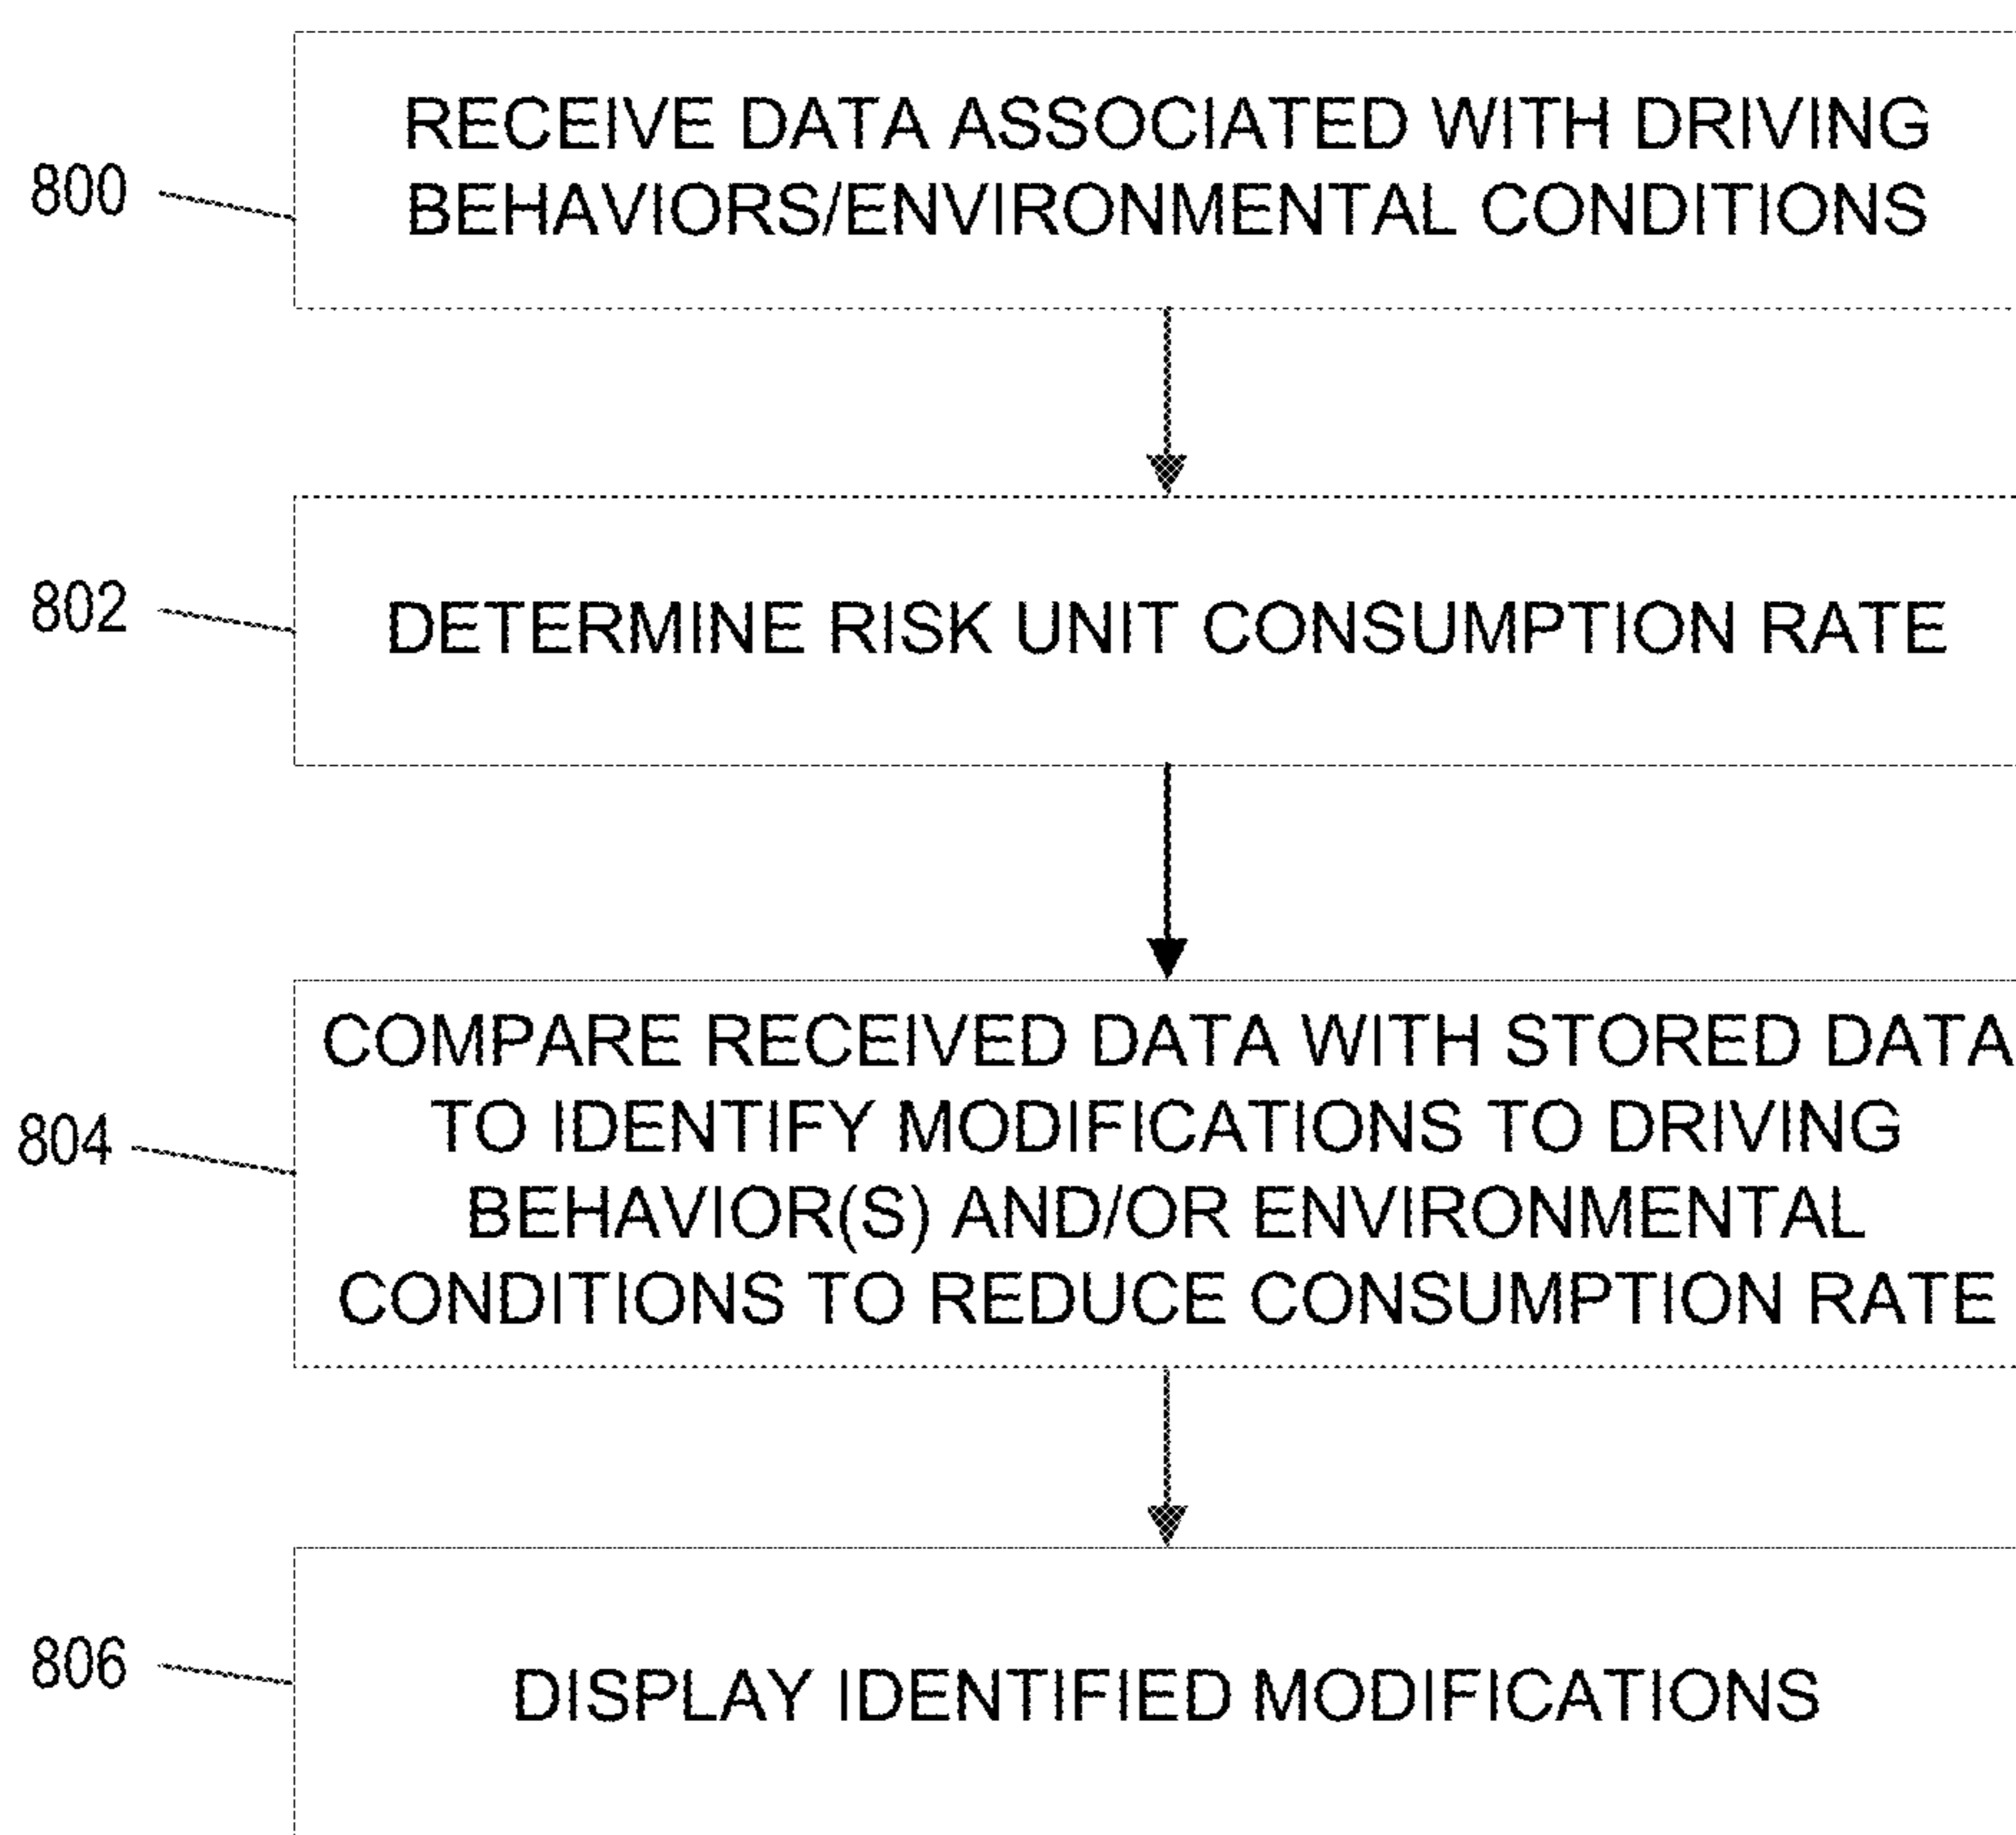 RECEIVE DATA ASSOCIATED WITH DRIVING
BEHAVIORS/ENVIRONMENTAL CONDITIONS
800
DETERMINE RISK UNIT CONSUMPTION RATE
802
COMPARE RECEIVED DATA WITH STORED DATA
TO IDENTIFY MODIFICATIONS TO DRIVING
BEHAVIOR(S) AND/OR ENVIRONMENTAL
CONDITIONS TO REDUCE CONSUMPTION RATE
804
DISPLAY IDENTIFIED MODIFICATIONS
806